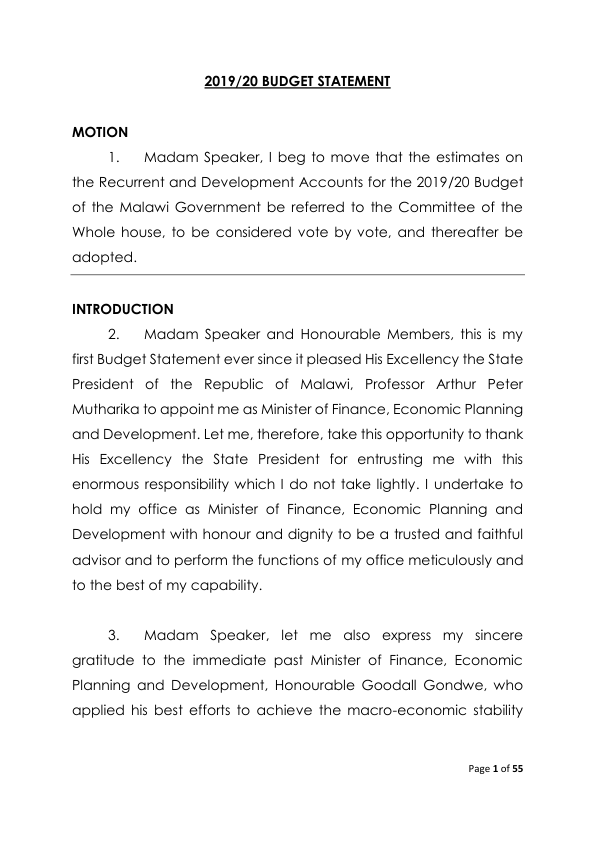 2019/20 BUDGET STATEMENT
MOTION
1. Madam Speaker, I beg to move that the estimates on
the Recurrent and Development Accounts for the 2019/20 Budget
of the Malawi Government be referred to the Committee of the
Whole house, to be considered vote by vote, and thereafter be
adopted.
INTRODUCTION
2. Madam Speaker and Honourable Members, this is my
first Budget Statement ever since it pleased His Excellency the State
President of the Republic of Malawi, Professor Arthur Peter
Mutharika to appoint me as Minister of Finance, Economic Planning
and Development. Let me, therefore, take this opportunity to thank
His Excellency the State President for entrusting me with this
enormous responsibility which I do not take lightly. I undertake to
hold my office as Minister of Finance, Economic Planning and
Development with honour and dignity to be a trusted and faithful
advisor and to perform the functions of my office meticulously and
to the best of my capability.
3. Madam Speaker, let me also express my sincere
gratitude to the immediate past Minister of Finance, Economic
Planning and Development, Honourable Goodall Gondwe, who
applied his best efforts to achieve the macro-economic stability
Page 1 of 55